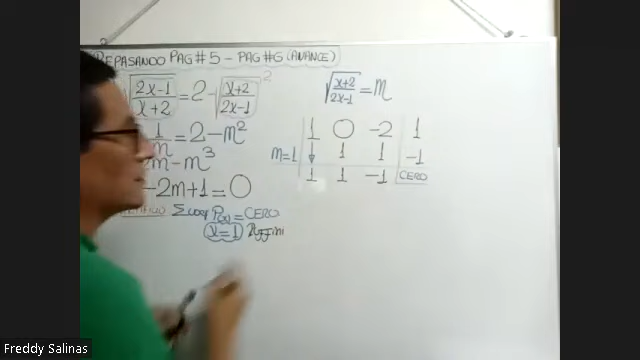 REPASANDO PAG#5 - PAG#6 (AVANCE)
√(2x-1/x+2) = 2 - √(x+2/2x-1) 2
√(x+2/2x-1) = m
1/m = 2 - m²
m - m³
-2m+1=0
Σcoef P(x) = CERO
x=1 Ruffini
1 0 -2 1
m=1 1 1 -1
1 1 -1 CERO
Freddy Salinas